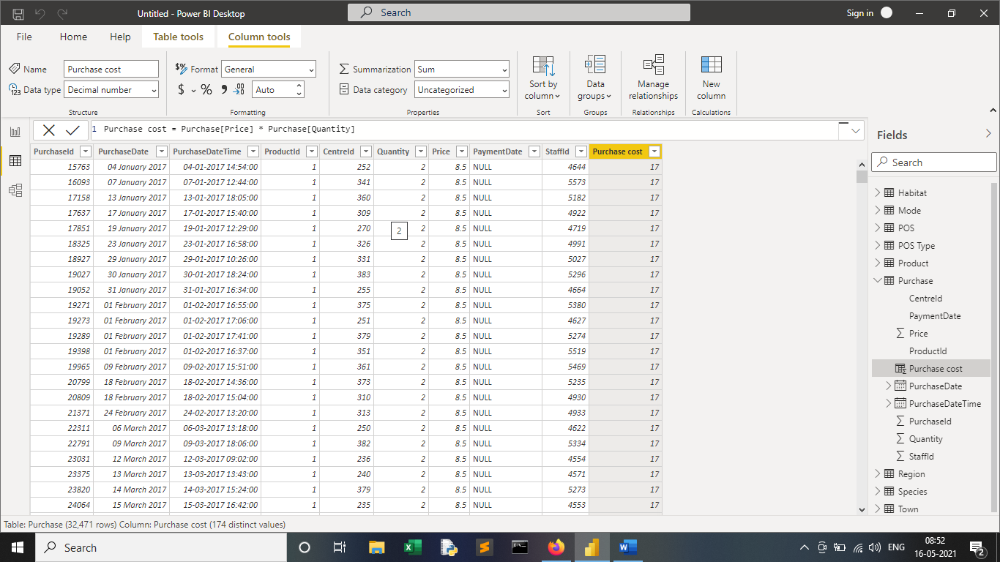 Untitled - Power BI Desktop
Search
Sign in
File Home Help Table tools Column tools
Name Purchase cost
Data type Decimal number
Structure
$% Format General
$ % 9 .00 Auto
Formatting
Summarization Sum
Data category Uncategorized
Properties
Sort by column
Sort
Data groups
Groups
Manage relationships
Relationships
New column
Calculations
1 Purchase cost = Purchase[Price] * Purchase[Quantity]
PurchaseId PurchaseDate PurchaseDateTime ProductId CentreId Quantity Price PaymentDate StaffId Purchase cost
15763 04 January 2017 04-01-2017 14:54:00 1 252 2 8.5 NULL 4644 17
16093 07 January 2017 07-01-2017 12:44:00 1 341 2 8.5 NULL 5573 17
17158 13 January 2017 13-01-2017 18:05:00 1 360 2 8.5 NULL 5182 17
17637 17 January 2017 17-01-2017 15:40:00 1 309 2 8.5 NULL 4922 17
17851 19 January 2017 19-01-2017 12:29:00 1 270 2 8.5 NULL 4719 17
2
18325 23 January 2017 23-01-2017 16:58:00 1 326 2 8.5 NULL 4991 17
18927 29 January 2017 29-01-2017 10:26:00 1 331 2 8.5 NULL 5027 17
19027 30 January 2017 30-01-2017 18:24:00 1 383 2 8.5 NULL 5296 17
19052 31 January 2017 31-01-2017 16:34:00 1 255 2 8.5 NULL 4664 17
19271 01 February 2017 01-02-2017 16:55:00 1 375 2 8.5 NULL 5380 17
19273 01 February 2017 01-02-2017 17:06:00 1 251 2 8.5 NULL 4627 17
19289 01 February 2017 01-02-2017 17:41:00 1 379 2 8.5 NULL 5274 17
19398 01 February 2017 01-02-2017 16:37:00 1 351 2 8.5 NULL 5519 17
19965 09 February 2017 09-02-2017 15:51:00 1 361 2 8.5 NULL 5469 17
20799 18 February 2017 18-02-2017 14:36:00 1 373 2 8.5 NULL 5235 17
20809 18 February 2017 18-02-2017 15:04:00 1 310 2 8.5 NULL 4930 17
21371 24 February 2017 24-02-2017 13:20:00 1 313 2 8.5 NULL 4933 17
22311 06 March 2017 06-03-2017 13:18:00 1 250 2 8.5 NULL 4622 17
22791 09 March 2017 09-03-2017 18:06:00 1 382 2 8.5 NULL 5334 17
23031 12 March 2017 12-03-2017 09:02:00 1 236 2 8.5 NULL 4554 17
23375 13 March 2017 13-03-2017 13:43:00 1 240 2 8.5 NULL 4571 17
23820 14 March 2017 14-03-2017 15:24:00 1 379 2 8.5 NULL 5273 17
24064 15 March 2017 15-03-2017 16:42:00 1 235 2 8.5 NULL 4553 17
Table: Purchase (32,471 rows) Column: Purchase cost (174 distinct values)
Fields
Search
Habitat
Mode
POS
POS Type
Product
Purchase
CentreId
PaymentDate
Price
ProductId
Purchase cost
PurchaseDate
PurchaseDateTime
PurchaseId
Quantity
StaffId
Region
Species
Town
Search
ENG
08:52
16-05-2021
2